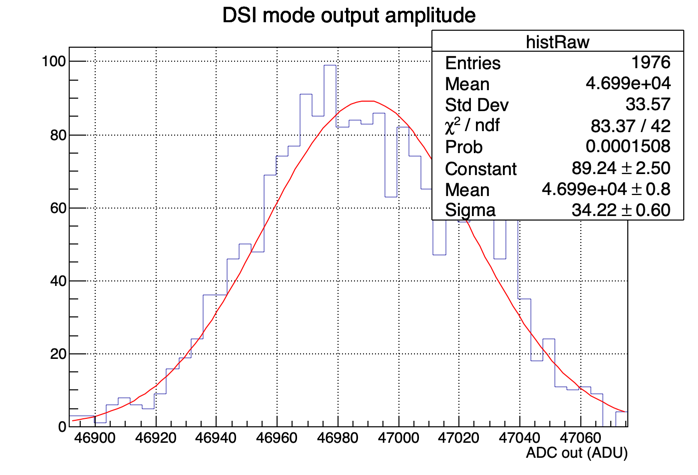 DSI mode output amplitude
histRaw
Entries 1976
Mean 4.699e+04
Std Dev 33.57
χ² / ndf 83.37 / 42
Prob 0.0001508
Constant 89.24 ± 2.50
Mean 4.699e+04 ± 0.8
Sigma 34.22 ± 0.60
100
80
60
40
20
0
46900 46920 46940 46960 46980 47000 47020 47040 47060
ADC out (ADU)